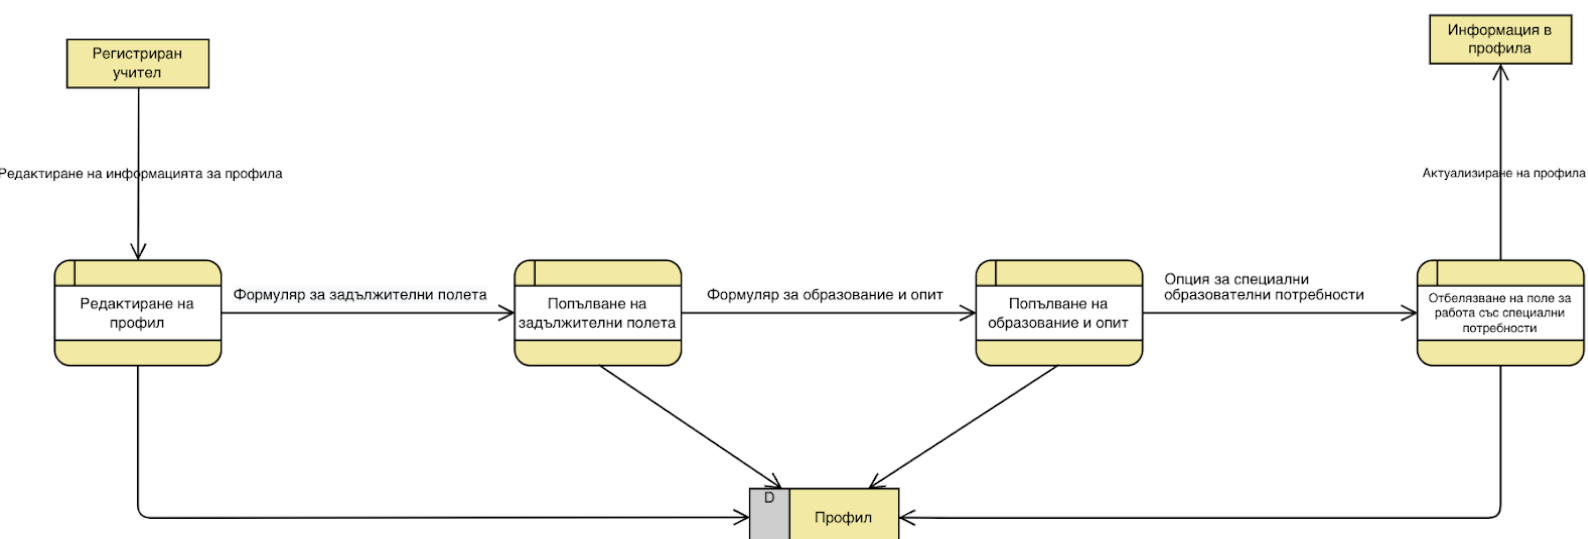 Регистриран
учител
Информация в
профила
Редактиране на информацията за профила
Актуализиране на профила
Редактиране на
профил
Формуляр за задължителни полета
Попълване на
задължителни полета
Формуляр за образование и опит
Попълване на
образование и опит
Опция за специални
образователни потребности
Отбелязване на поле за
работа със специални
потребности
D
Профил